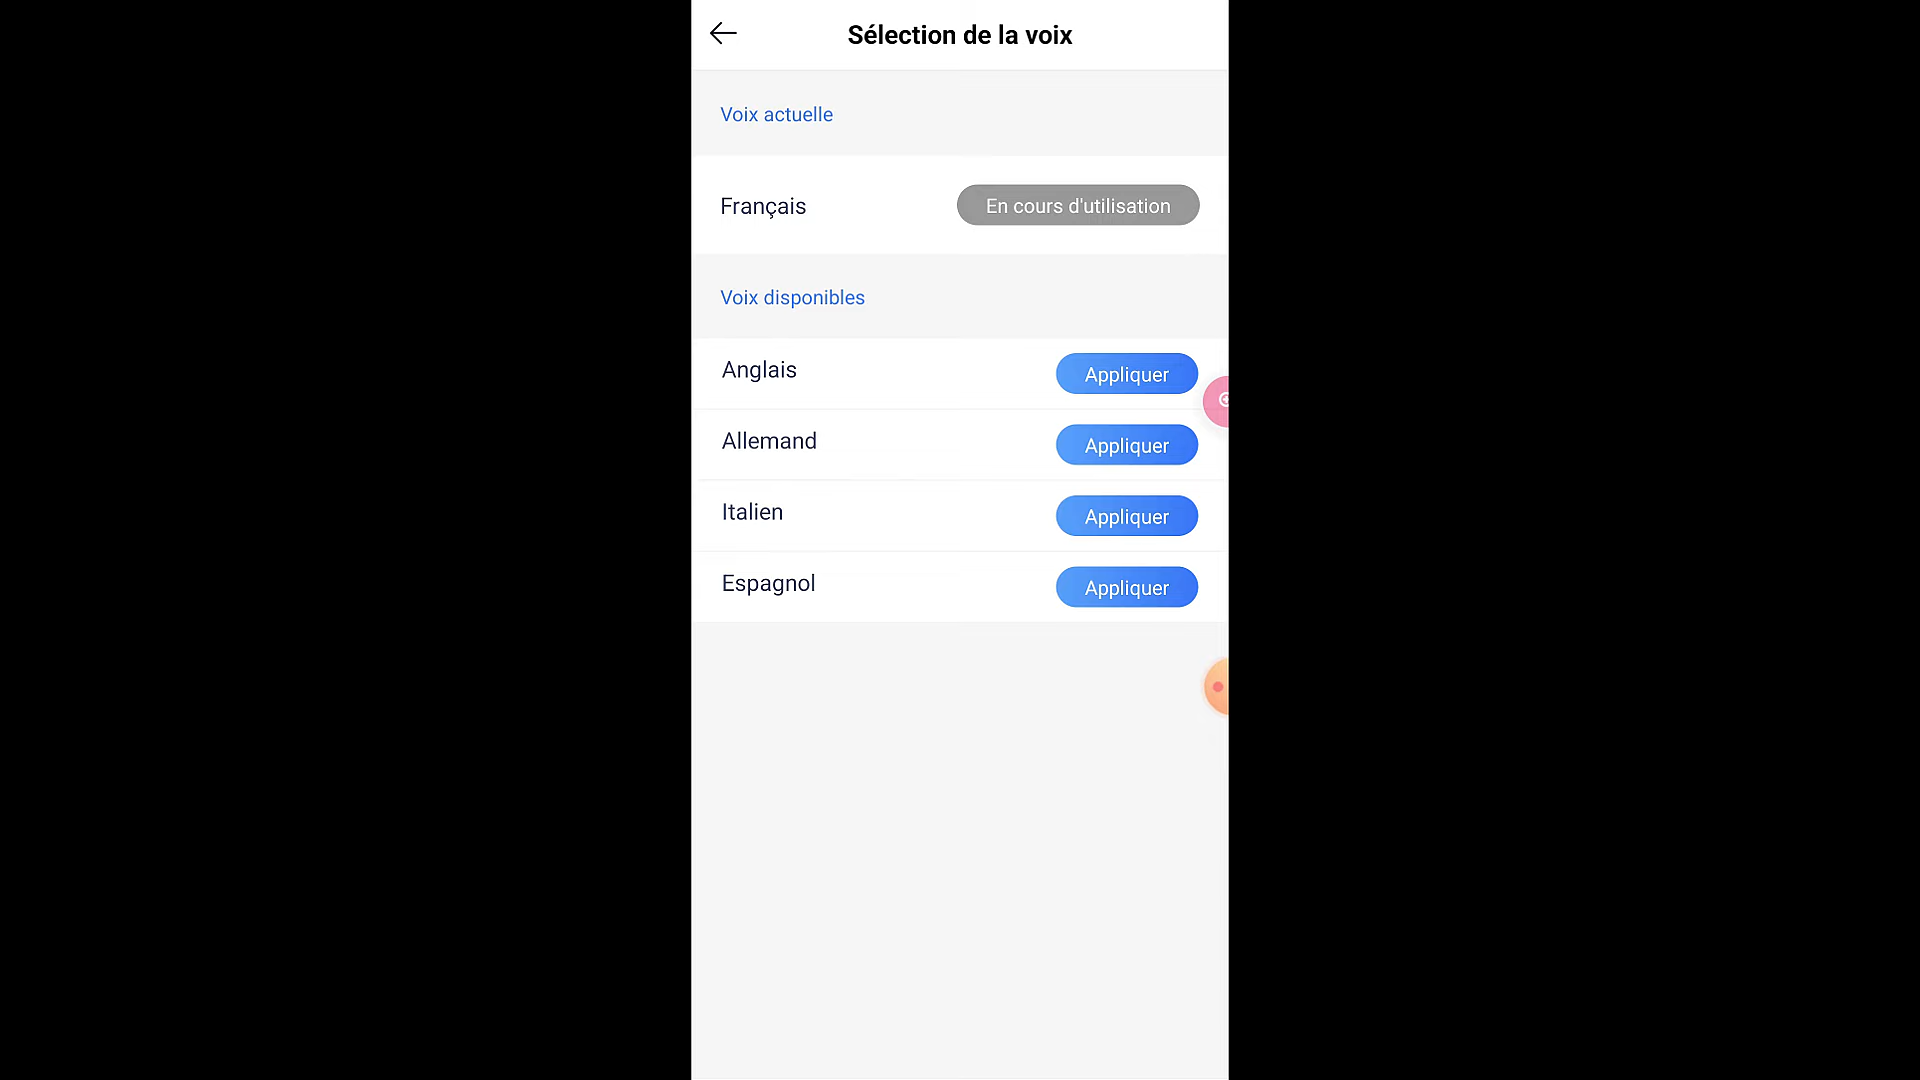 Sélection de la voix
Voix actuelle
Français
En cours d'utilisation
Voix disponibles
Anglais
Appliquer
Allemand
Appliquer
Italien
Appliquer
Espagnol
Appliquer